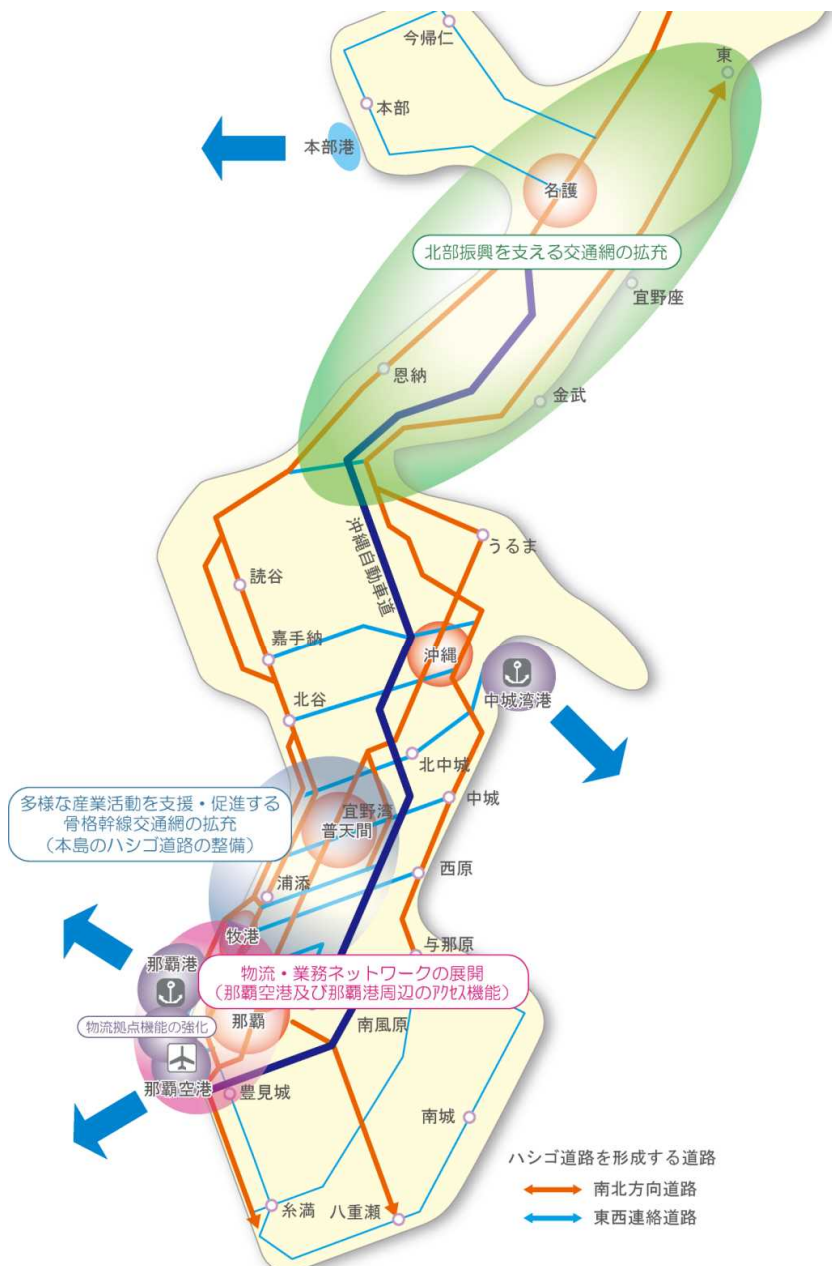 今帰仁
東
本部
本部港
名護
北部振興を支える交通網の拡充
宜野座
恩納
金武
沖縄自動車道
うるま
読谷
嘉手納
沖縄
中城湾港
北谷
北中城
多様な産業活動を支援・促進する
骨格幹線交通網の拡充
（本島のハシゴ道路の整備）
宜野湾
普天間
中城
西原
浦添
牧港
与那原
那覇港
物流・業務ネットワークの展開
（那覇空港及び那覇港周辺のｱｸｾｽ機能）
那覇
物流拠点機能の強化
南風原
那覇空港
豊見城
南城
糸満
八重瀬
ハシゴ道路を形成する道路
南北方向道路
東西連絡道路